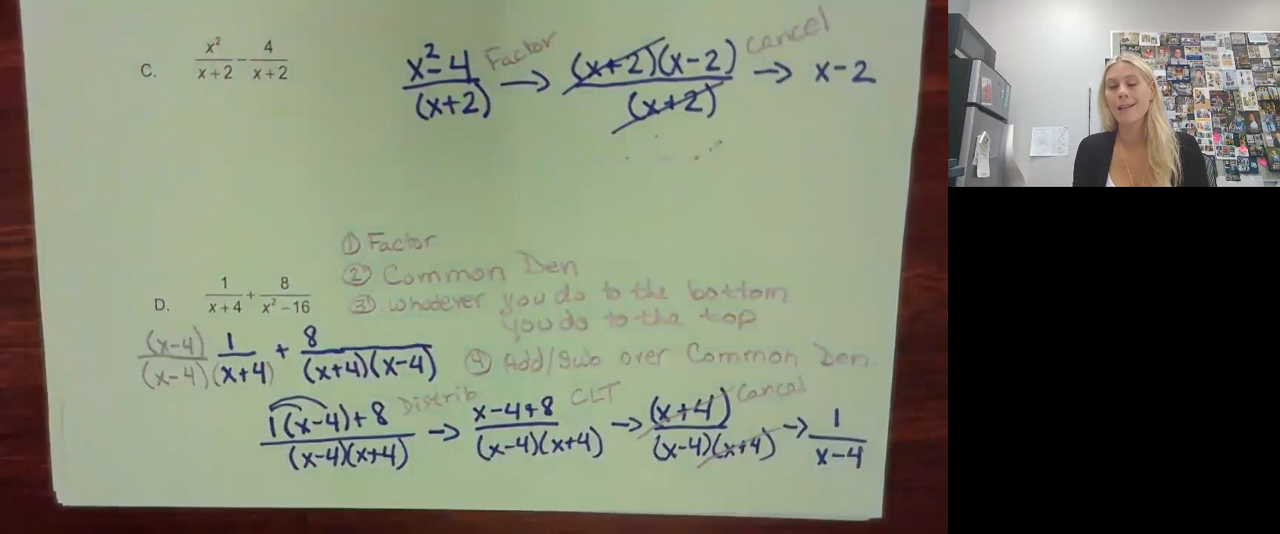 C. x²/(x + 2) − 4/(x + 2)
x²−4/(x+2) Factor → (x+2)(x−2)/(x+2) Cancel → x−2
① Factor
② Common Den
③ Whatever you do to the bottom
you do to the top
④ Add/Sub over Common Den.
D. 1/(x + 4) + 8/(x² − 16)
(x−4)/(x−4) 1/(x+4) + 8/(x+4)(x−4)
1(x−4)+8/(x−4)(x+4) Distrib → x−4+8/(x−4)(x+4) CLT → (x+4)/(x−4)(x+4) Cancel → 1/x−4